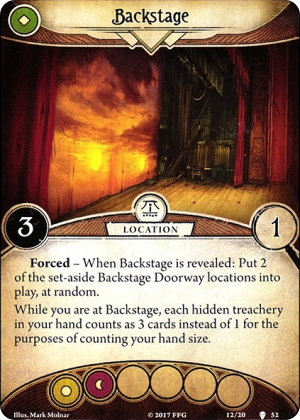 Backstage
3
LOCATION
1
Forced – When Backstage is revealed: Put 2
of the set-aside Backstage Doorway locations into
play, at random.
While you are at Backstage, each hidden treachery
in your hand counts as 3 cards instead of 1 for the
purposes of counting your hand size.
Illus. Mark Molnar
© 2017 FFG
12/20
52